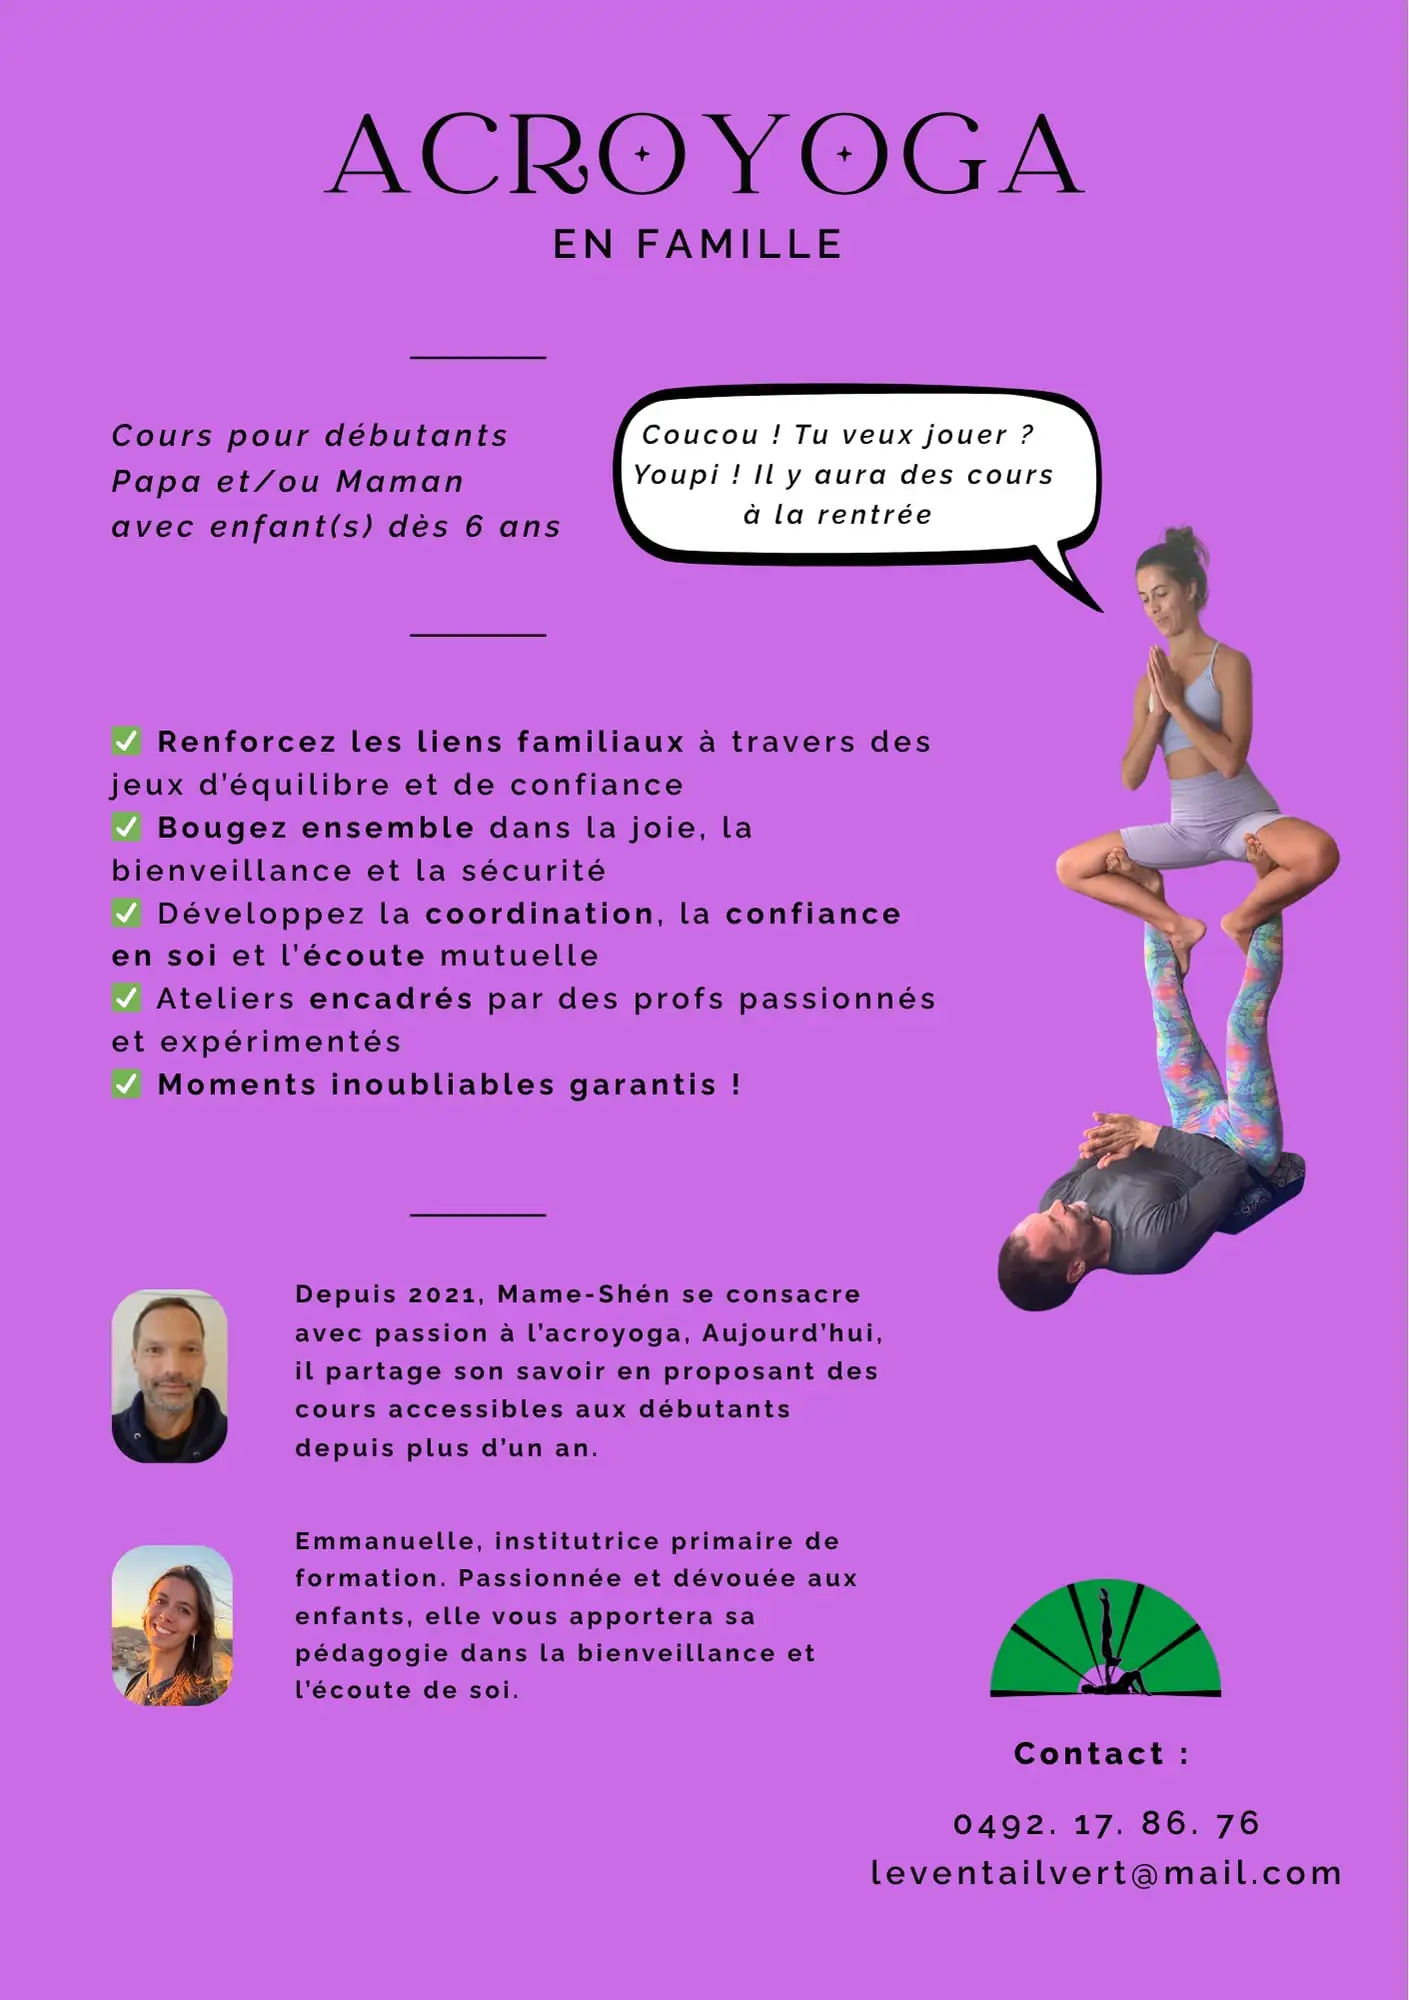 ACROYOGA
EN FAMILLE
Cours pour débutants
Papa et/ou Maman
avec enfant(s) dès 6 ans
Coucou ! Tu veux jouer ?
Youpi ! Il y aura des cours
à la rentrée
✅ Renforcez les liens familiaux à travers des
jeux d'équilibre et de confiance
✅ Bougez ensemble dans la joie, la
bienveillance et la sécurité
✅ Développez la coordination, la confiance
en soi et l'écoute mutuelle
✅ Ateliers encadrés par des profs passionnés
et expérimentés
✅ Moments inoubliables garantis !
Depuis 2021, Mame-Shén se consacre
avec passion à l'acroyoga, Aujourd'hui,
il partage son savoir en proposant des
cours accessibles aux débutants
depuis plus d'un an.
Emmanuelle, institutrice primaire de
formation. Passionnée et dévouée aux
enfants, elle vous apportera sa
pédagogie dans la bienveillance et
l'écoute de soi.
Contact :
0492. 17. 86. 76
leventailvert@mail.com